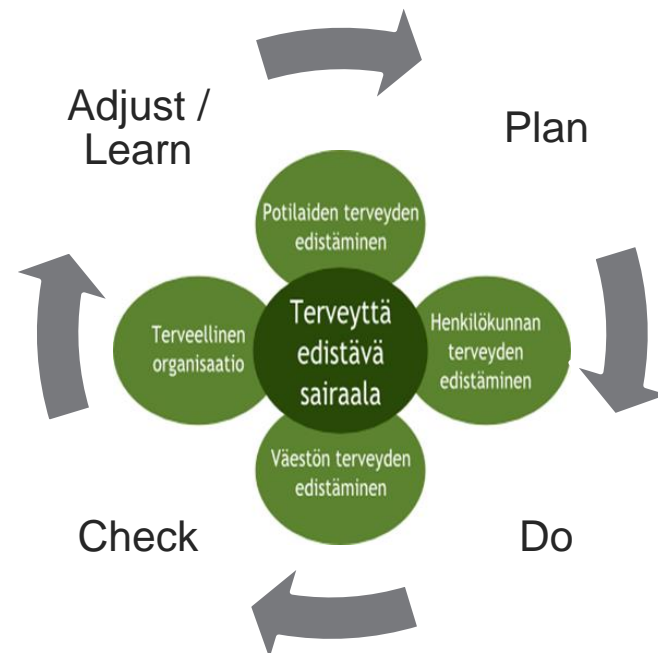 Adjust /
Learn
Plan
Potilaiden terveyden
edistäminen
Terveellinen
organisaatio
Terveyttä
edistävä
sairaala
Henkilökunnan
terveyden
edistäminen
Väestön terveyden
edistäminen
Check
Do